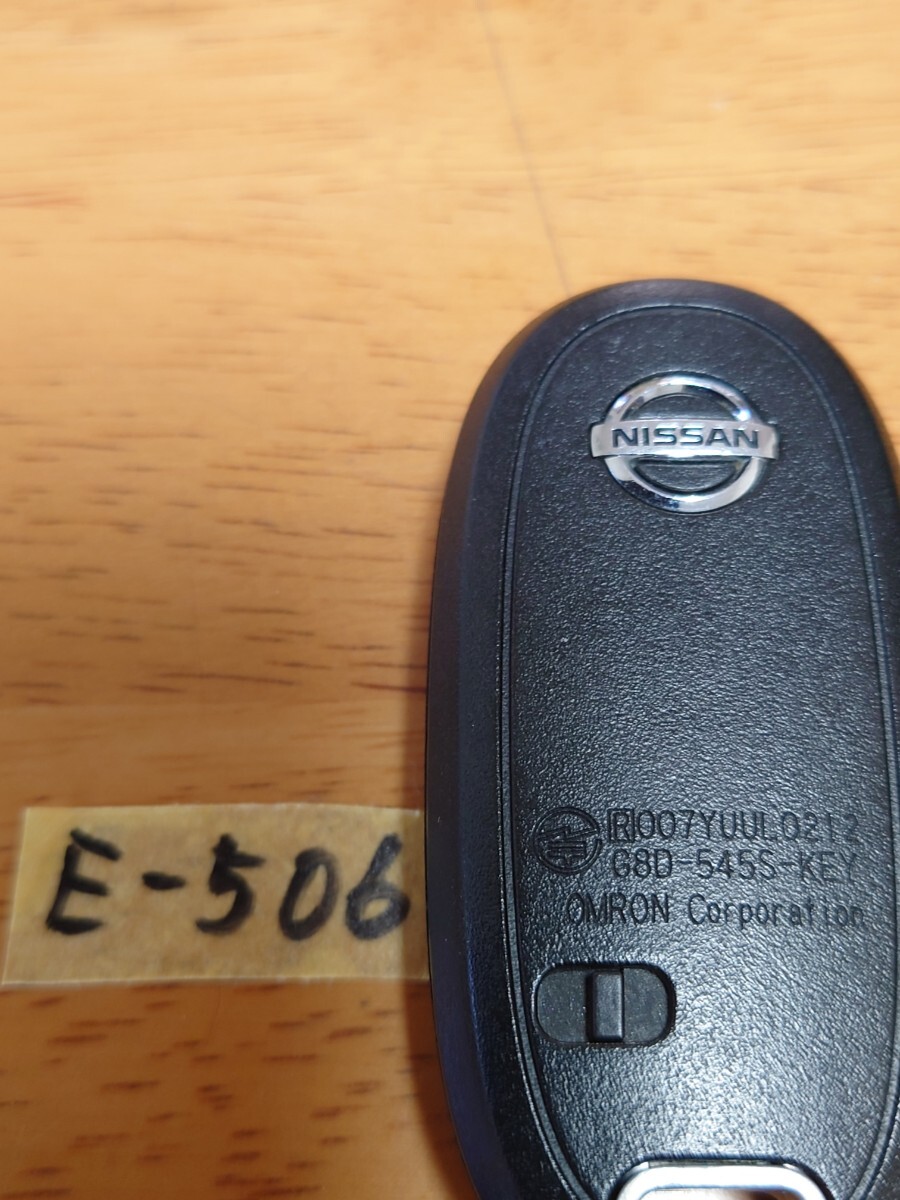 NISSAN
R007YUUL0212
G8D-545S-KEY
OMRON Corporation
E-506